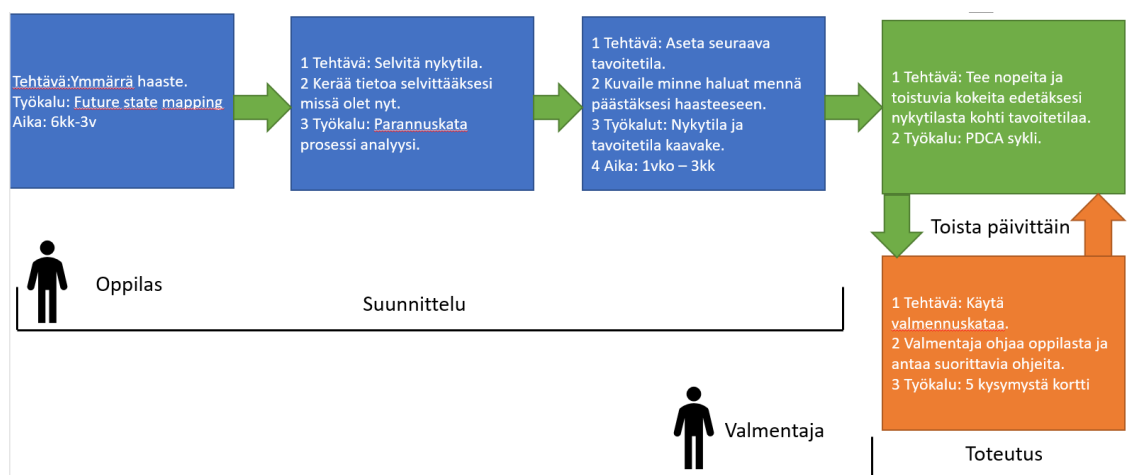 Tehtävä:Ymmärrä haaste.
Työkalu: Future state mapping
Aika: 6kk-3v
1 Tehtävä: Selvitä nykytila.
2 Kerää tietoa selvittääksesi
missä olet nyt.
3 Työkalu: Parannuskata
prosessi analyysi.
1 Tehtävä: Aseta seuraava
tavoitetila.
2 Kuvaile minne haluat mennä
päästäksesi haasteeseen.
3 Työkalut: Nykytila ja
tavoitetila kaavake.
4 Aika: 1vko – 3kk
1 Tehtävä: Tee nopeita ja
toistuvia kokeita edetäksesi
nykytilasta kohti tavoitetilaa.
2 Työkalu: PDCA sykli.
Toista päivittäin
1 Tehtävä: Käytä
valmennuskataa.
2 Valmentaja ohjaa oppilasta ja
antaa suorittavia ohjeita.
3 Työkalu: 5 kysymystä kortti
Oppilas
Suunnittelu
Valmentaja
Toteutus